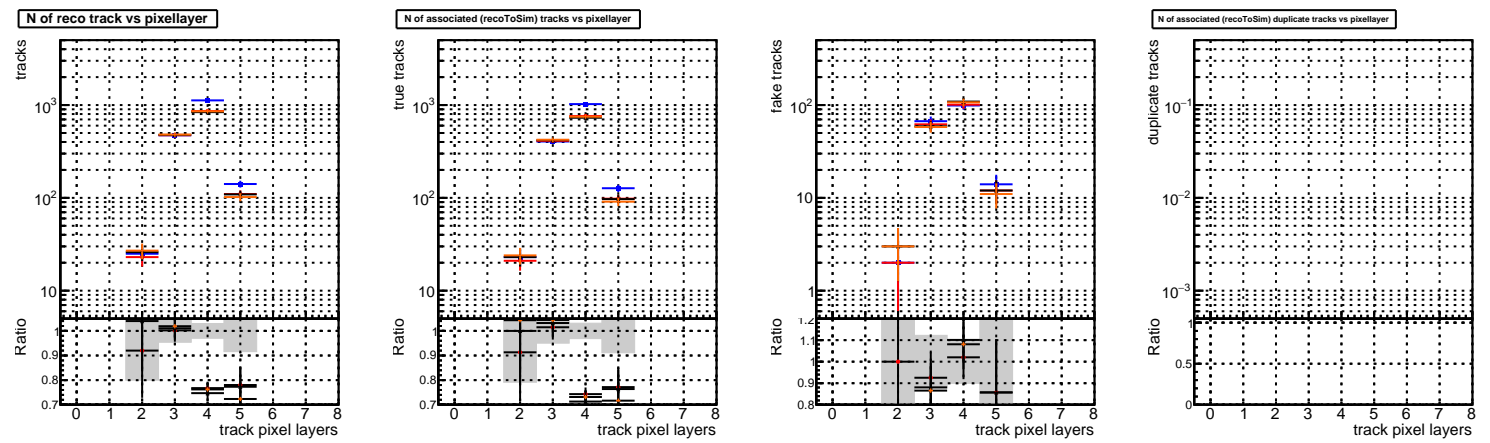 N of reco track vs pixellayer
tracks
10³
10²
10
Ratio
1
0.9
0.8
0.7
0 1 2 3 4 5 6 7 8
track pixel layers
N of associated (recoToSim) tracks vs pixellayer
true tracks
10³
10²
10
Ratio
1
0.9
0.8
0.7
0 1 2 3 4 5 6 7 8
track pixel layers
fake tracks
10²
10
1
Ratio
1.2
1.1
1.0
0.9
0.8
0 1 2 3 4 5 6 7 8
track pixel layers
N of associated (recoToSim) duplicate tracks vs pixellayer
duplicate tracks
10⁻¹
10⁻²
10⁻³
Ratio
1
0.5
0
0 1 2 3 4 5 6 7 8
track pixel layers